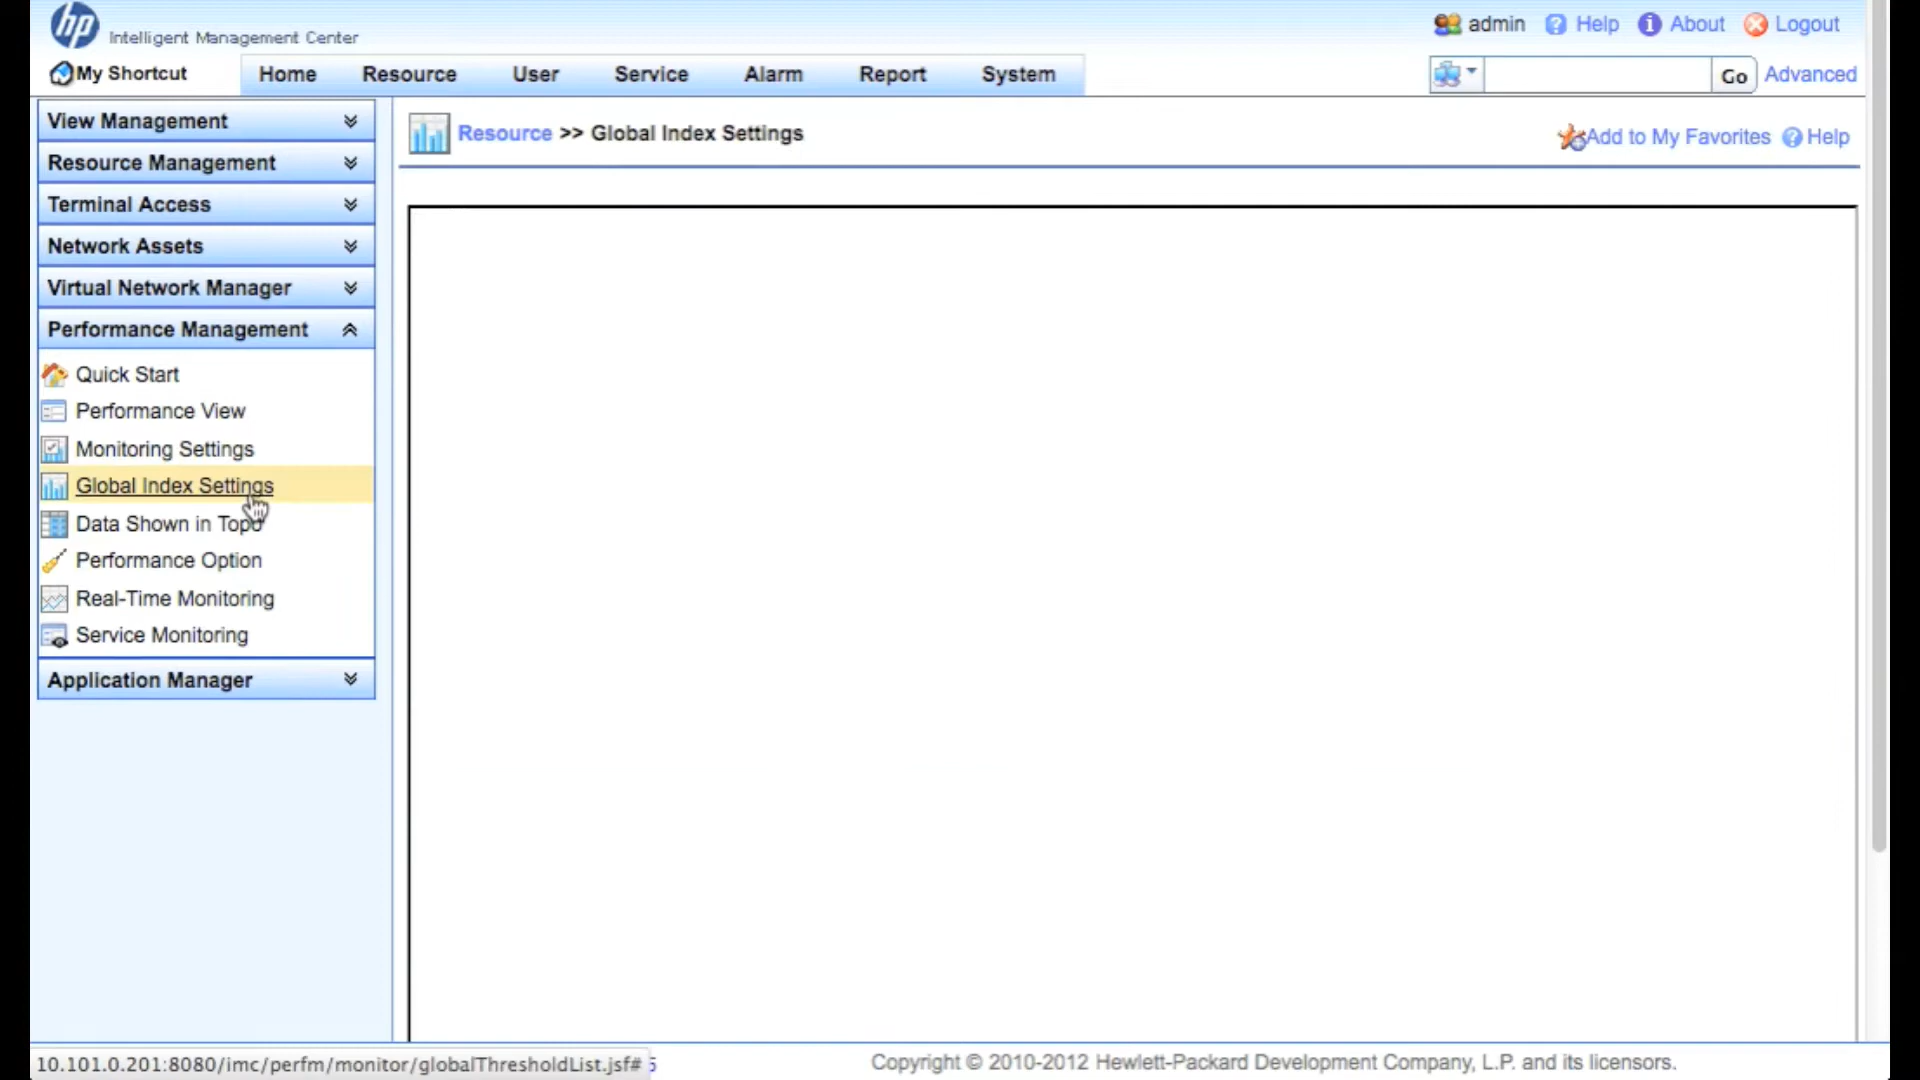 hp
Intelligent Management Center
admin Help About Logout
My Shortcut
Home Resource User Service Alarm Report System
Go Advanced
View Management
Resource Management
Terminal Access
Network Assets
Virtual Network Manager
Performance Management
Quick Start
Performance View
Monitoring Settings
Global Index Settings
Data Shown in Topo
Performance Option
Real-Time Monitoring
Service Monitoring
Application Manager
Resource >> Global Index Settings
Add to My Favorites Help
10.101.0.201:8080/imc/perfm/monitor/globalThresholdList.jsf#
Copyright © 2010-2012 Hewlett-Packard Development Company, L.P. and its licensors.